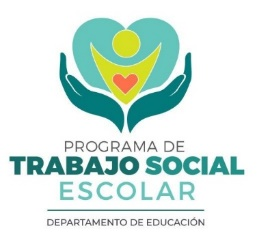 PROGRAMA DE
TRABAJO SOCIAL
ESCOLAR
DEPARTAMENTO DE EDUCACIÓN